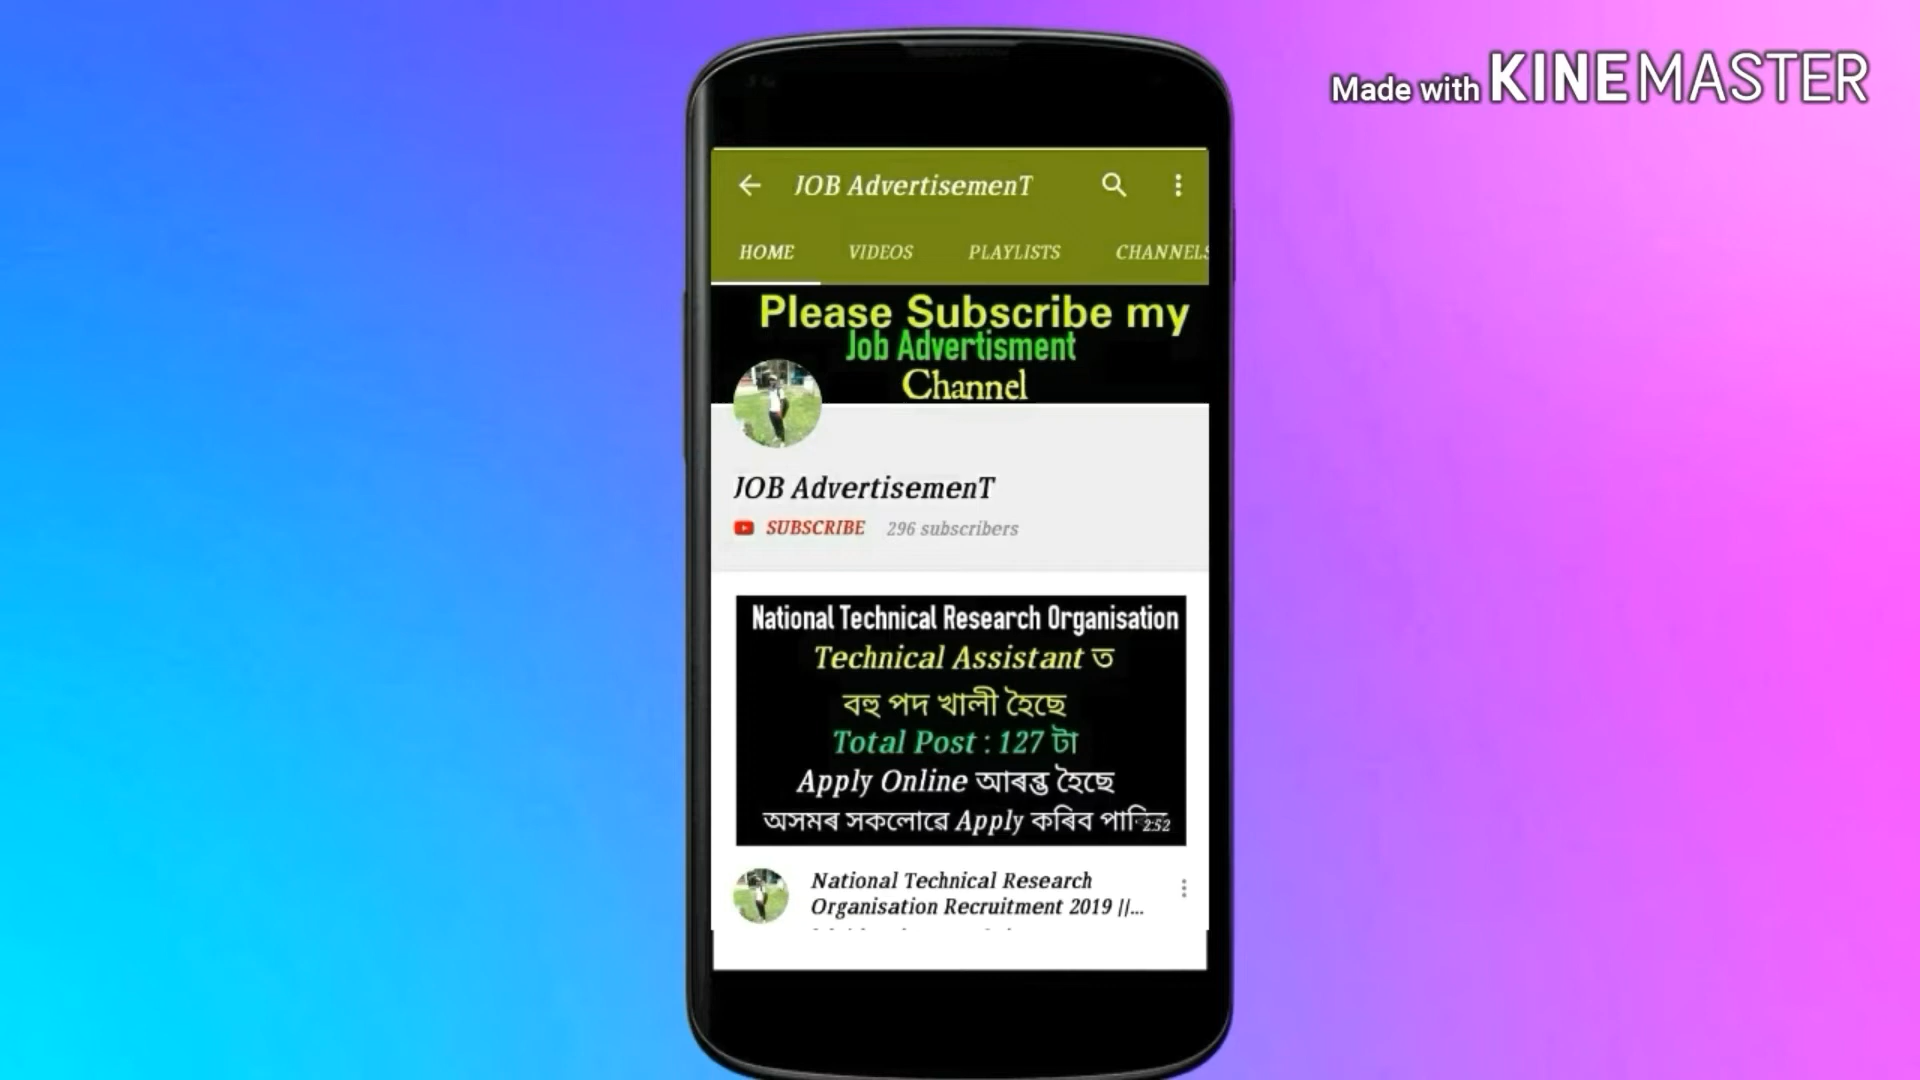 Made with KINEMASTER
JOB AdvertisemenT
HOME VIDEOS PLAYLISTS CHANNELS
Please Subscribe my
Job Advertisment
Channel
JOB AdvertisemenT
SUBSCRIBE 296 subscribers
National Technical Research Organisation
Technical Assistant ত
বহু পদ খালী হৈছে
Total Post : 127 টা
Apply Online আৰম্ভ হৈছে
অসমৰ সকলোৱে Apply কৰিব
2:52
National Technical Research
Organisation Recruitment 2019 ||...